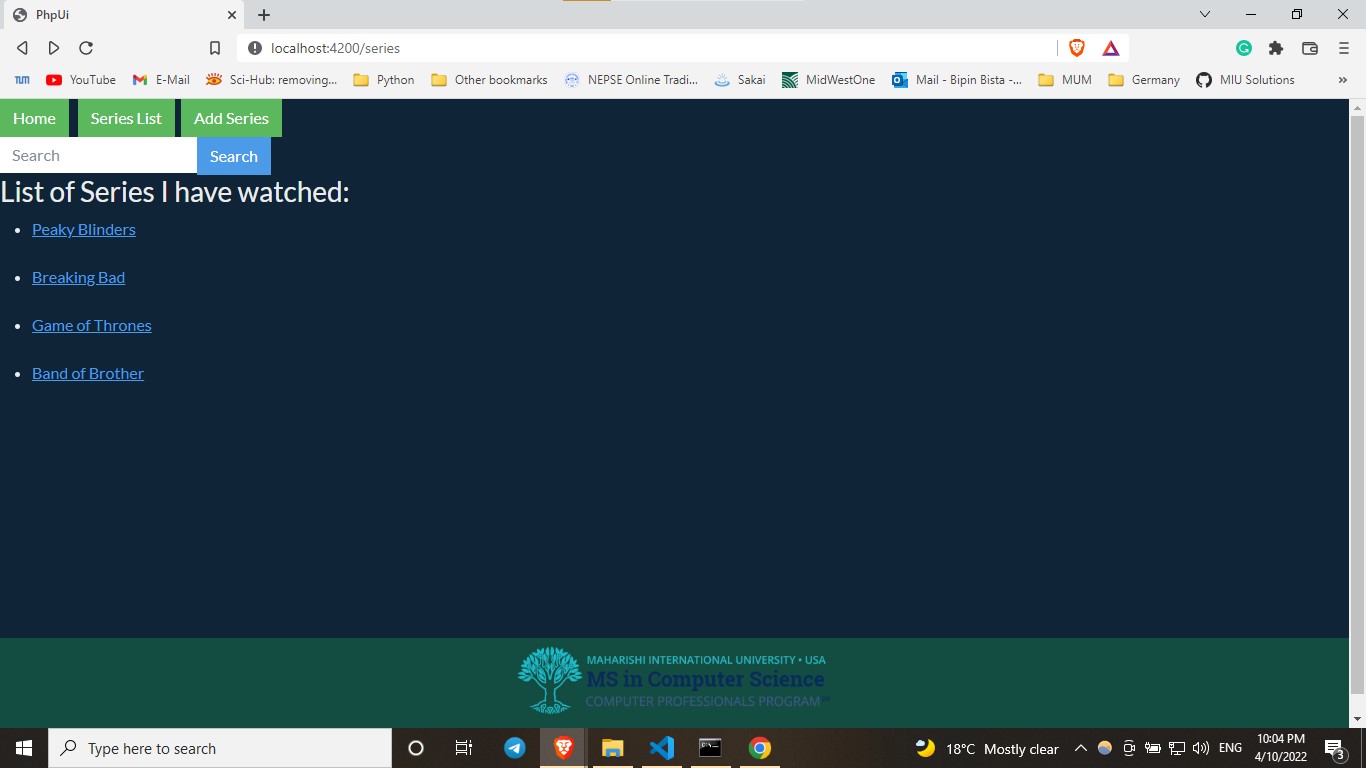 PhpUi
localhost:4200/series
TUM YouTube E-Mail Sci-Hub: removing... Python Other bookmarks NEPSE Online Tradi... Sakai MidWestOne Mail - Bipin Bista -... MUM Germany MIU Solutions »
Home Series List Add Series
Search Search
List of Series I have watched:
• Peaky Blinders
• Breaking Bad
• Game of Thrones
• Band of Brother
MAHARISHI INTERNATIONAL UNIVERSITY • USA
MS in Computer Science
COMPUTER PROFESSIONALS PROGRAM
Type here to search
18°C Mostly clear
ENG
10:04 PM
4/10/2022
3